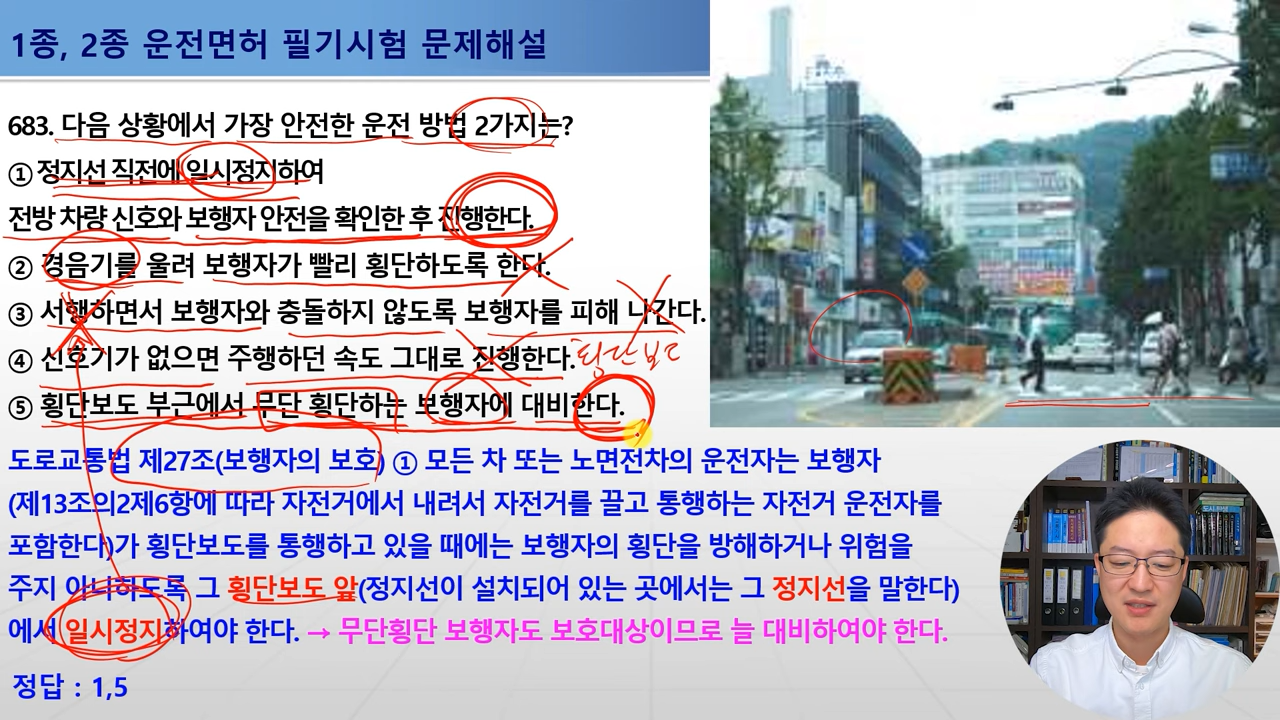 1종, 2종 운전면허 필기시험 문제해설
683. 다음 상황에서 가장 안전한 운전 방법 2가지는?
① 정지선 직전에 일시정지하여
전방 차량 신호와 보행자 안전을 확인한 후 진행한다.
② 경음기를 울려 보행자가 빨리 횡단하도록 한다.
③ 서행하면서 보행자와 충돌하지 않도록 보행자를 피해 나간다.
④ 신호기가 없으면 주행하던 속도 그대로 진행한다.
횡단보도
⑤ 횡단보도 부근에서 무단 횡단하는 보행자에 대비한다.
도로교통법 제27조(보행자의 보호) ① 모든 차 또는 노면전차의 운전자는 보행자
(제13조의2제6항에 따라 자전거에서 내려서 자전거를 끌고 통행하는 자전거 운전자를
포함한다)가 횡단보도를 통행하고 있을 때에는 보행자의 횡단을 방해하거나 위험을
주지 아니하도록 그 횡단보도 앞(정지선이 설치되어 있는 곳에서는 그 정지선을 말한다)
에서 일시정지하여야 한다. → 무단횡단 보행자도 보호대상이므로 늘 대비하여야 한다.
정답 : 1,5